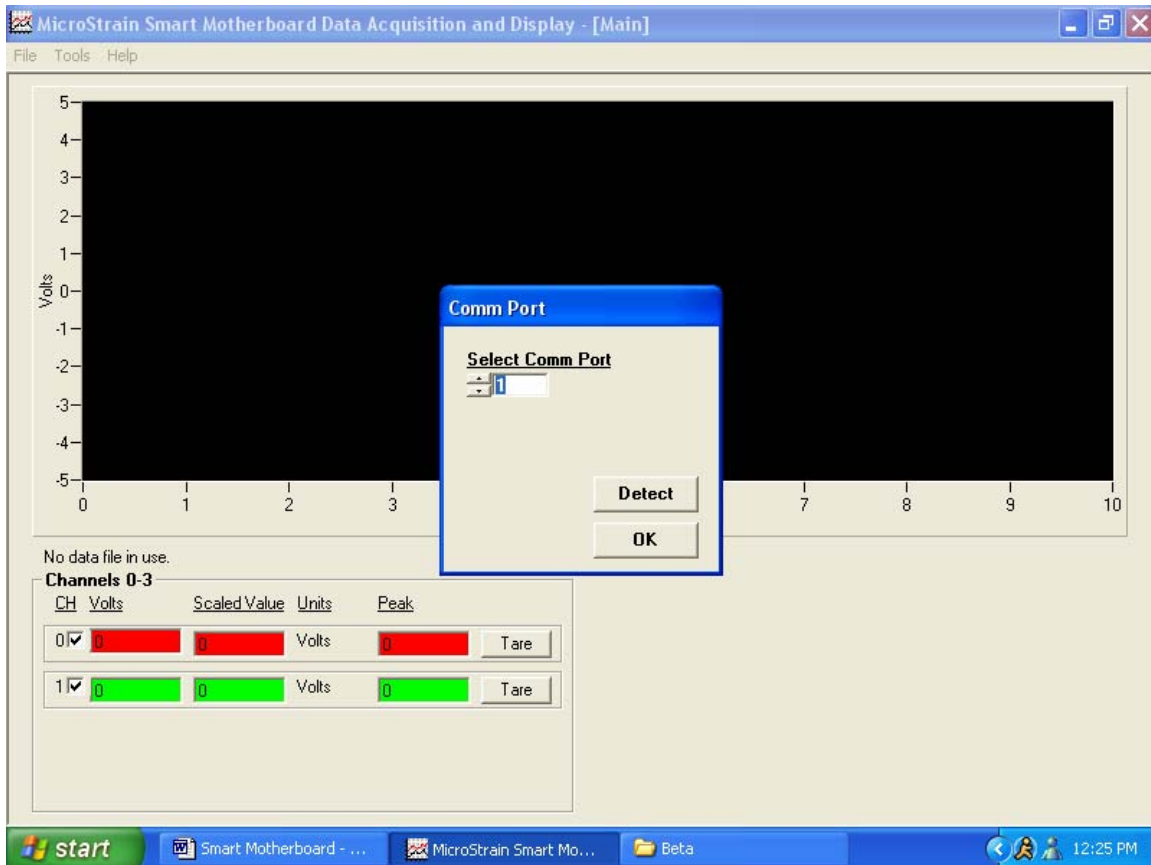 MicroStrain Smart Motherboard Data Acquisition and Display - [Main]
File Tools Help
5
4
3
2
1
0
-1
-2
-3
-4
-5
Volts
0 1 2 3 7 8 9 10
Comm Port
Select Comm Port
1
Detect
OK
No data file in use.
Channels 0-3
CH Volts Scaled Value Units Peak
0 0 0 Volts 0 Tare
1 0 0 Volts 0 Tare
start Smart Motherboard - ... MicroStrain Smart Mo... Beta 12:25 PM